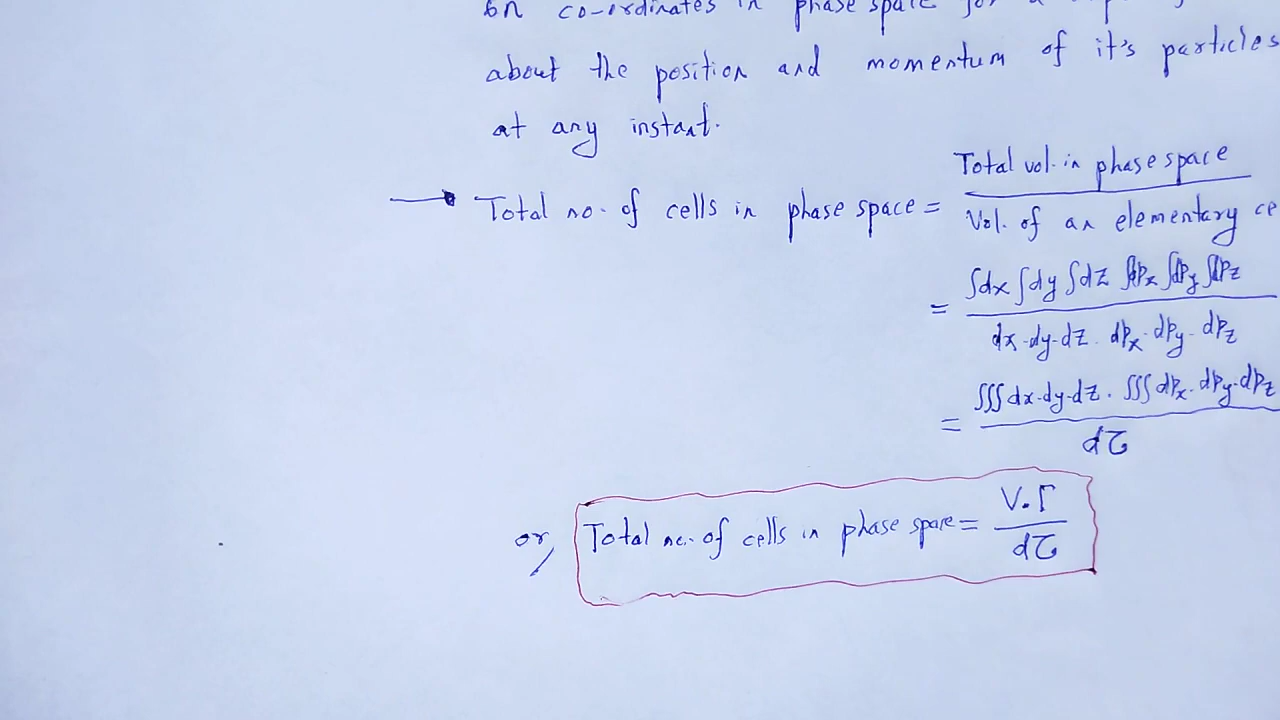 6n co-ordinates in phase space for a
about the position and momentum of it's particles
at any instant.
Total no. of cells in phase space = Total vol. in phase space / Vol. of an elementary ce
= ∫dx ∫dy ∫dz ∫dpx ∫dpy ∫dpz / dx·dy·dz · dpx·dpy·dpz
= ∫∫∫ dx·dy·dz · ∫∫∫ dpx·dpy·dpz / dτ
or, Total no. of cells in phase space = V·Γ / dτ